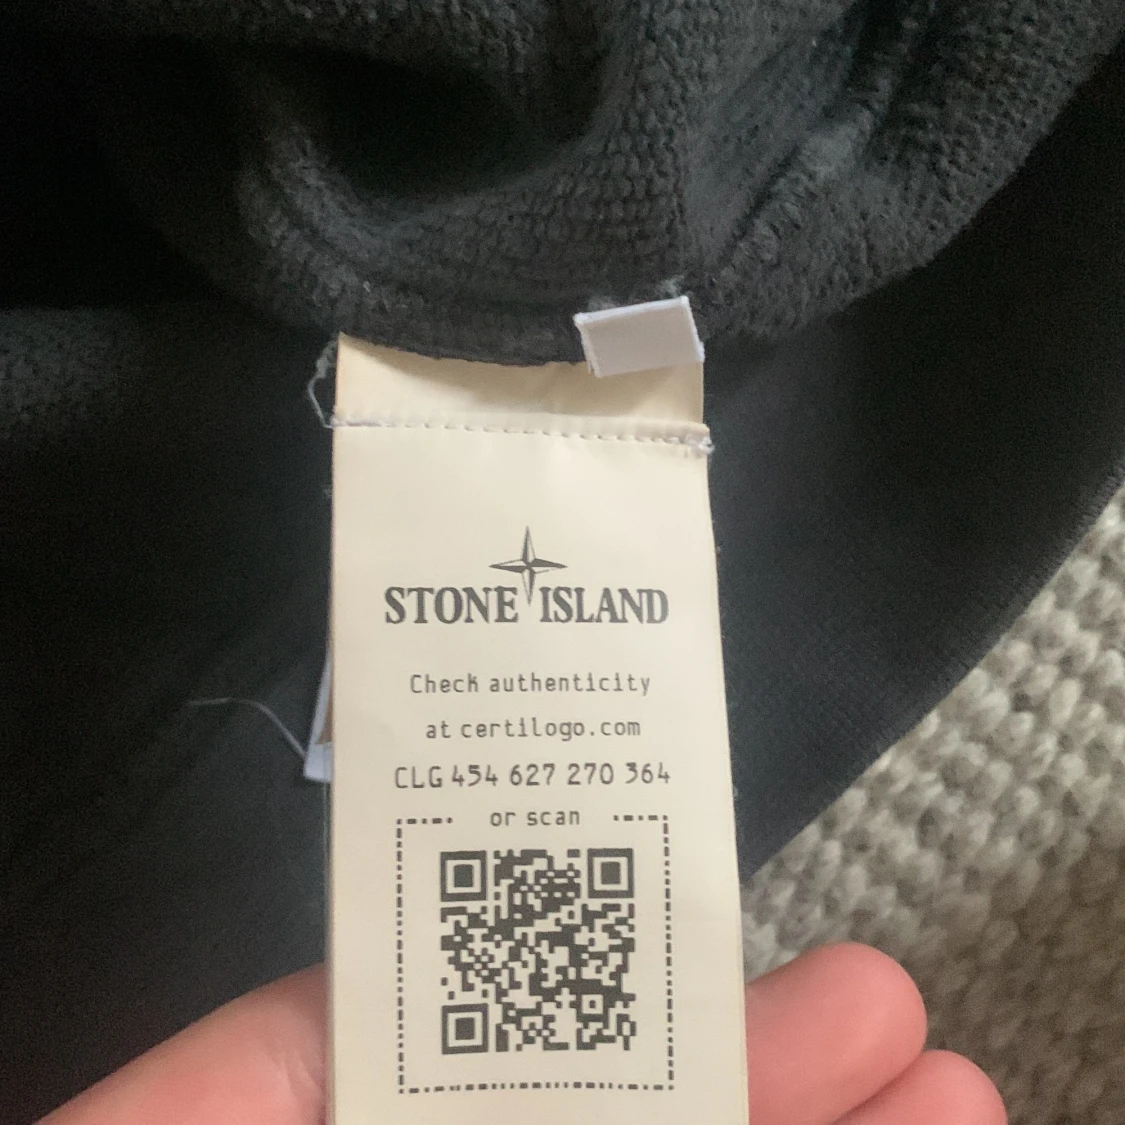 STONE ISLAND
Check authenticity
at certilogo.com
CLG 454 627 270 364
or scan